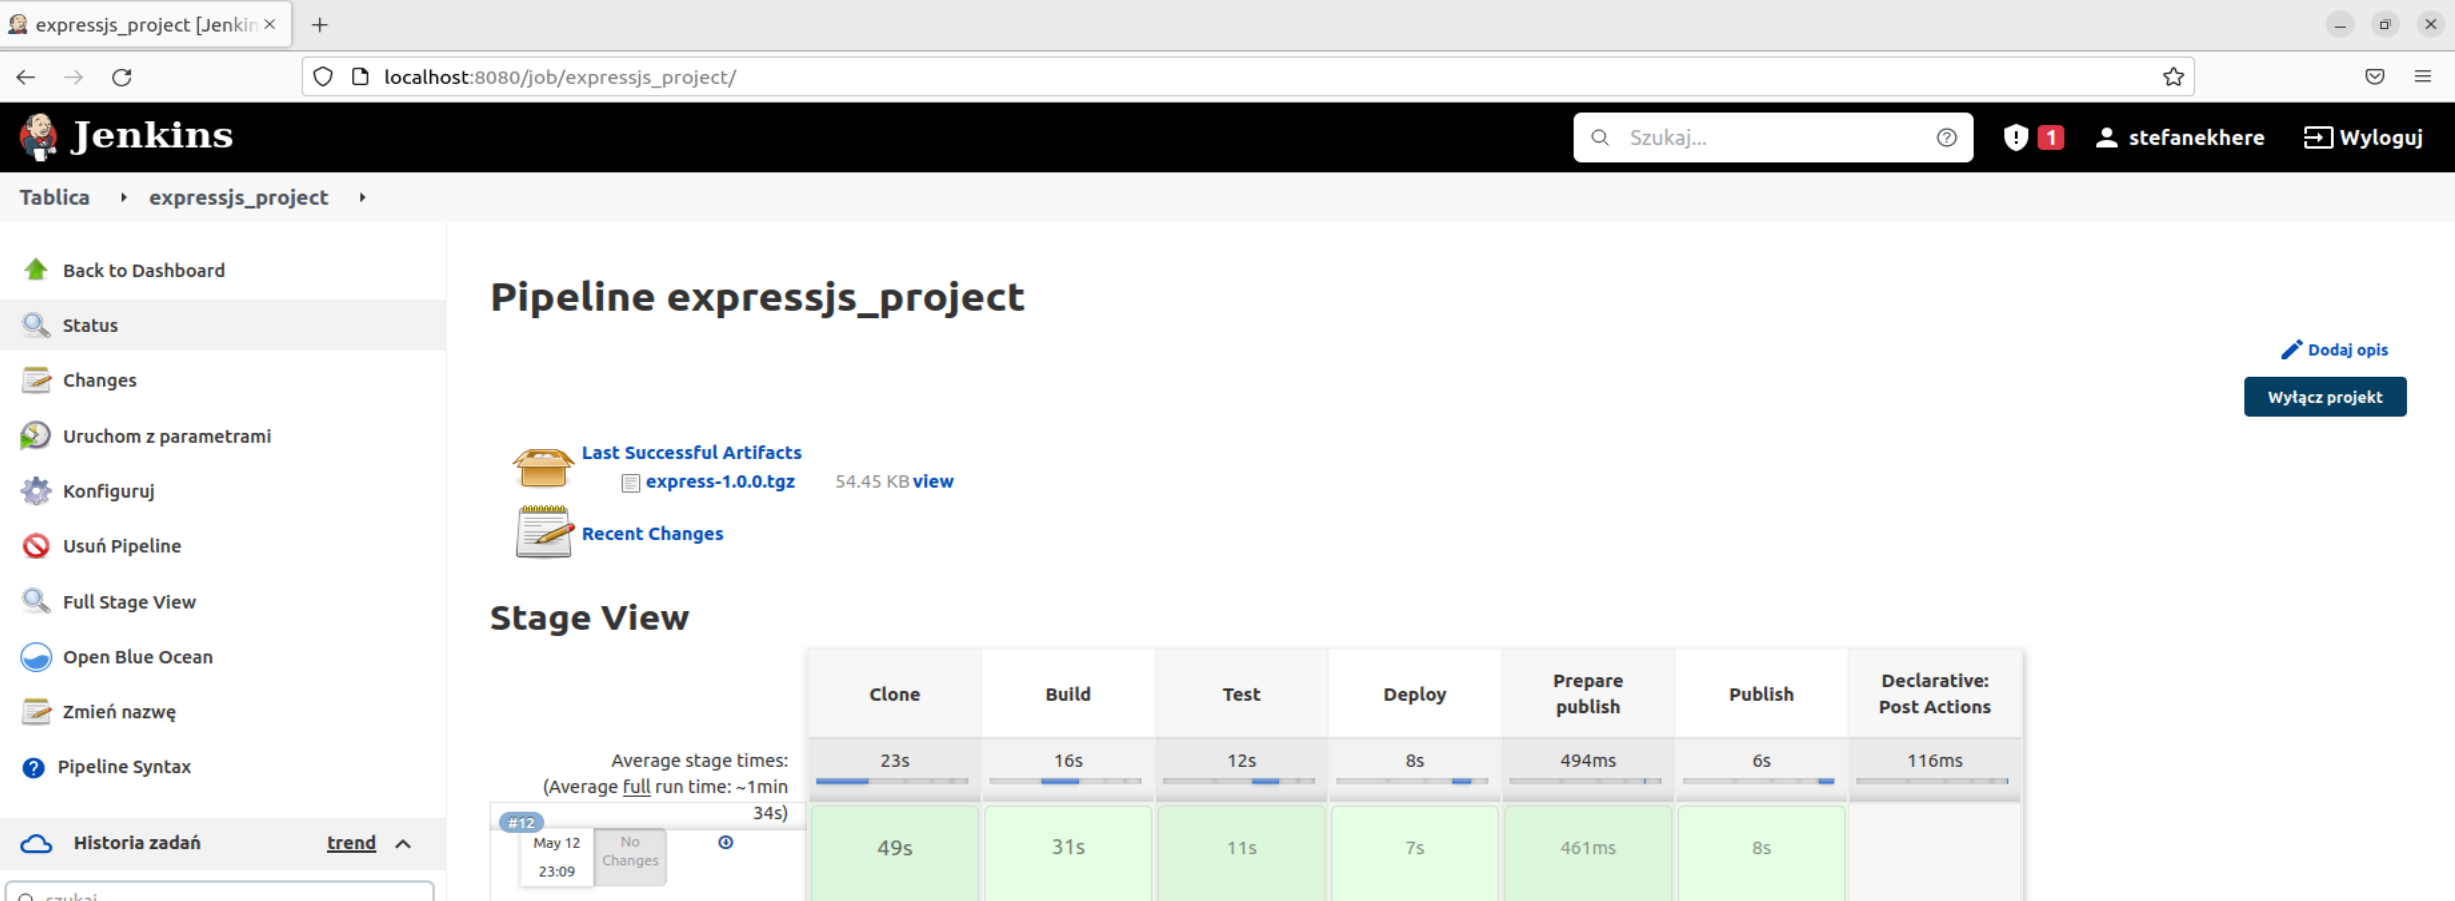 expressjs_project [Jenkin
localhost:8080/job/expressjs_project/
Jenkins
Szukaj...
1
stefanekhere
Wyloguj
Tablica
expressjs_project
Back to Dashboard
Status
Changes
Uruchom z parametrami
Konfiguruj
Usuń Pipeline
Full Stage View
Open Blue Ocean
Zmień nazwę
Pipeline Syntax
Historia zadań
trend
szukaj
Pipeline expressjs_project
Dodaj opis
Wyłącz projekt
Last Successful Artifacts
express-1.0.0.tgz 54.45 KB view
Recent Changes
Stage View
Clone Build Test Deploy Prepare publish Publish Declarative: Post Actions
Average stage times:
(Average full run time: ~1min
34s)
23s 16s 12s 8s 494ms 6s 116ms
#12
May 12
23:09
No
Changes
49s 31s 11s 7s 461ms 8s